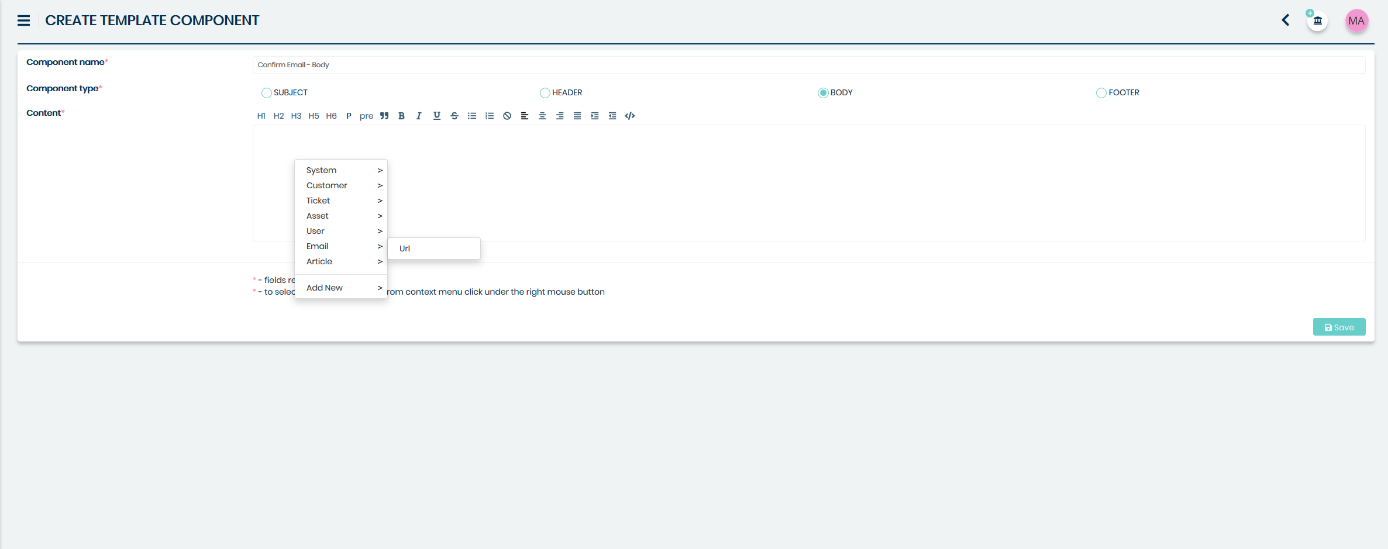 CREATE TEMPLATE COMPONENT
MA
Component name*
Confirm Email - Body
Component type*
SUBJECT
HEADER
BODY
FOOTER
Content*
H1 H2 H3 H5 H6 P pre
System >
Customer >
Ticket >
Asset >
User >
Email >
Url
Article >
Add New >
* - fields re
* - to selec
rom context menu click under the right mouse button
Save